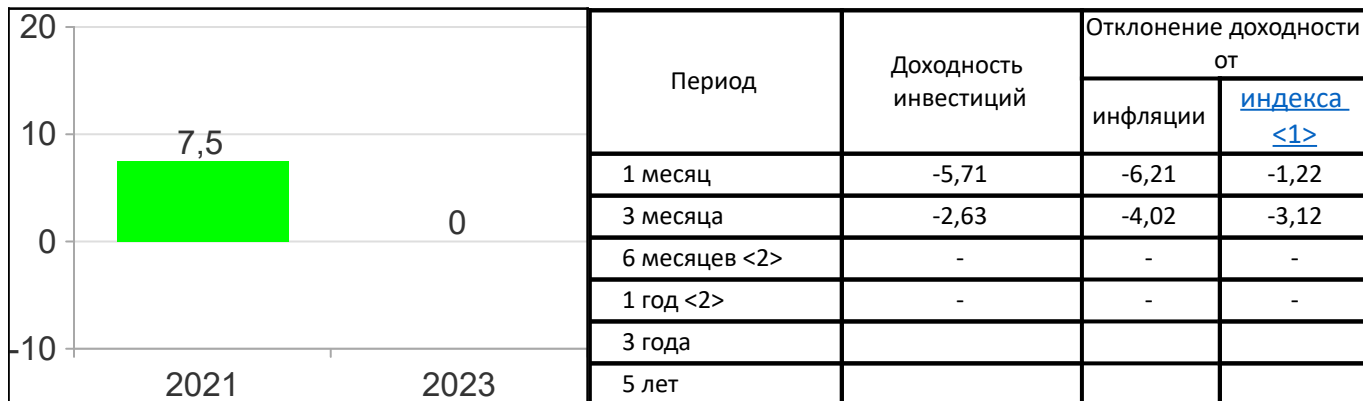 20
10
0
-10
7,5
0
2021 2023
Период
Доходность
инвестиций
Отклонение доходности
от
инфляции
индекса
<1>
1 месяц -5,71 -6,21 -1,22
3 месяца -2,63 -4,02 -3,12
6 месяцев <2> - - -
1 год <2> - - -
3 года
5 лет